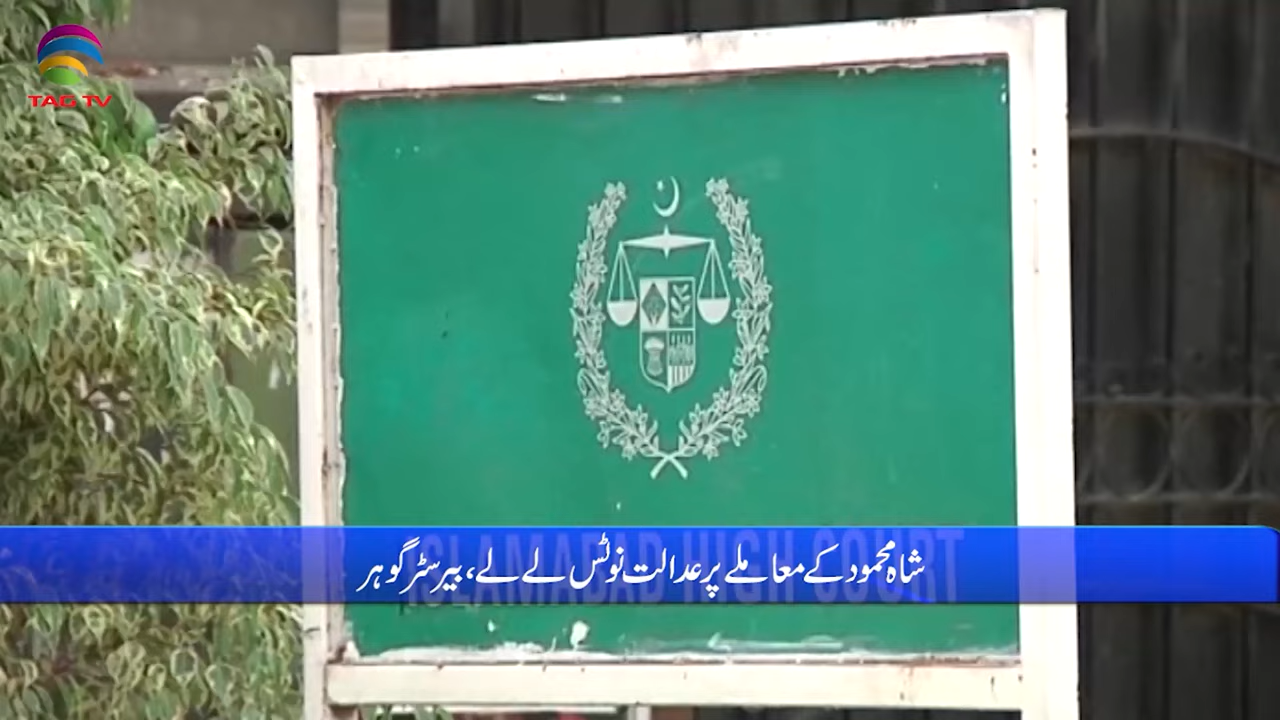 TAG TV
شاہ محمود کے معاملے پر عدالت نوٹس لے لے، بیرسٹر گوہر
ISLAMABAD HIGH COURT